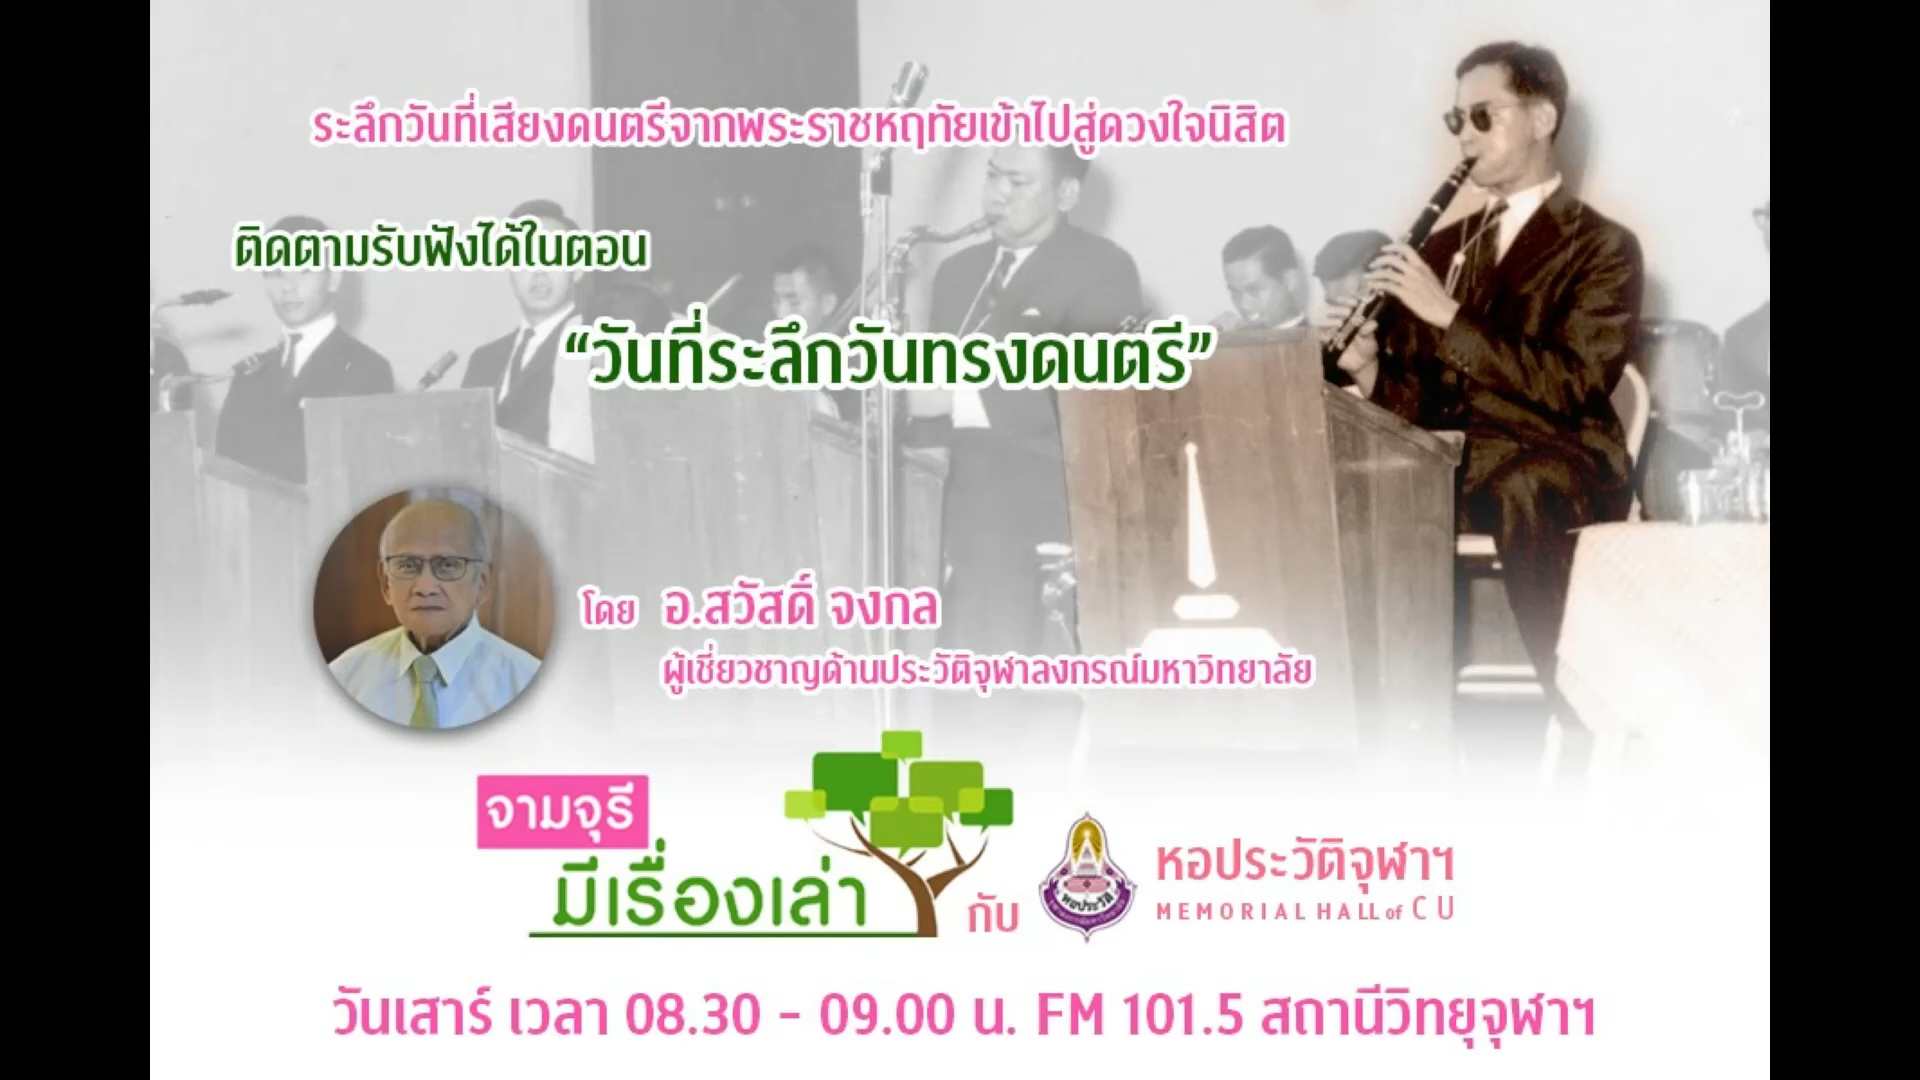 ระลึกวันที่เสียงดนตรีจากพระราชหฤทัยเข้าไปสู่ดวงใจนิสิต
ติดตามรับฟังได้ในตอน
“วันที่ระลึกวันทรงดนตรี”
โดย อ.สวัสดิ์ จงกล
ผู้เชี่ยวชาญด้านประวัติจุฬาลงกรณ์มหาวิทยาลัย
จามจุรี
มีเรื่องเล่า
กับ
หอประวัติ
หอประวัติจุฬาฯ
MEMORIAL HALL of CU
วันเสาร์ เวลา 08.30 - 09.00 น. FM 101.5 สถานีวิทยุจุฬาฯ